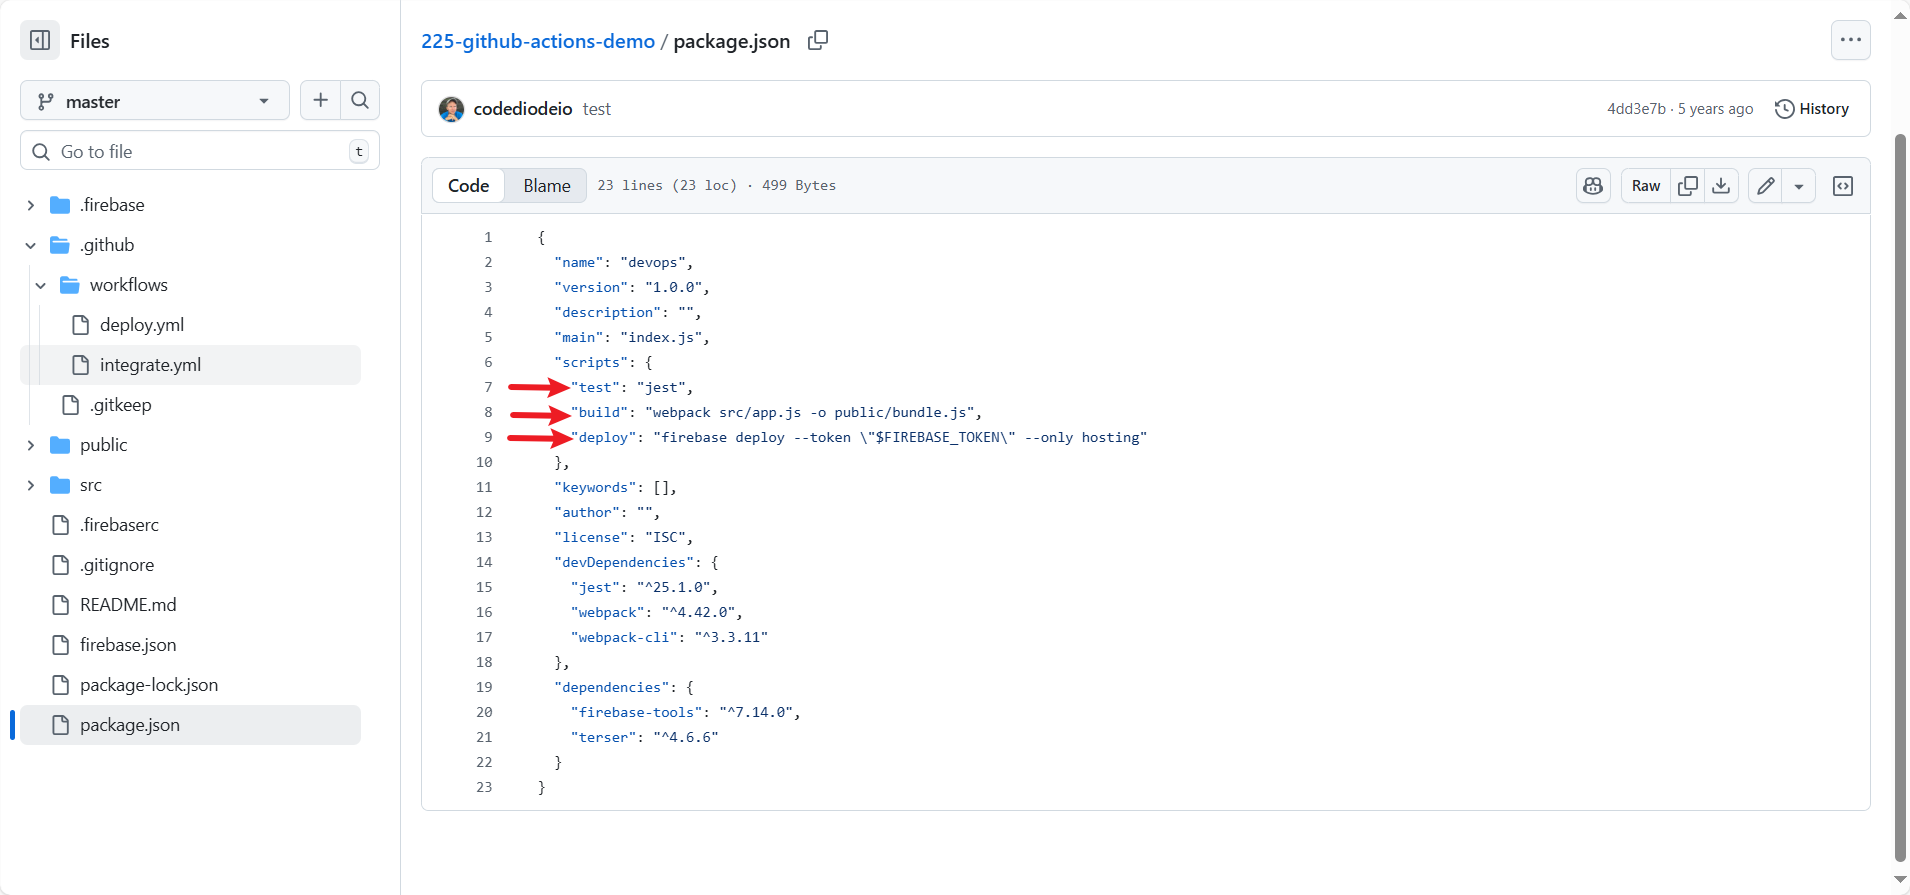 Files
master
Go to file
t
.firebase
.github
workflows
deploy.yml
integrate.yml
.gitkeep
public
src
.firebaserc
.gitignore
README.md
firebase.json
package-lock.json
package.json
225-github-actions-demo / package.json
codediodeio test
4dd3e7b · 5 years ago
History
Code
Blame
23 lines (23 loc) · 499 Bytes
Raw
1 {
2 "name": "devops",
3 "version": "1.0.0",
4 "description": "",
5 "main": "index.js",
6 "scripts": {
7 "test": "jest",
8 "build": "webpack src/app.js -o public/bundle.js",
9 "deploy": "firebase deploy --token \"$FIREBASE_TOKEN\" --only hosting"
10 },
11 "keywords": [],
12 "author": "",
13 "license": "ISC",
14 "devDependencies": {
15 "jest": "^25.1.0",
16 "webpack": "^4.42.0",
17 "webpack-cli": "^3.3.11"
18 },
19 "dependencies": {
20 "firebase-tools": "^7.14.0",
21 "terser": "^4.6.6"
22 }
23 }